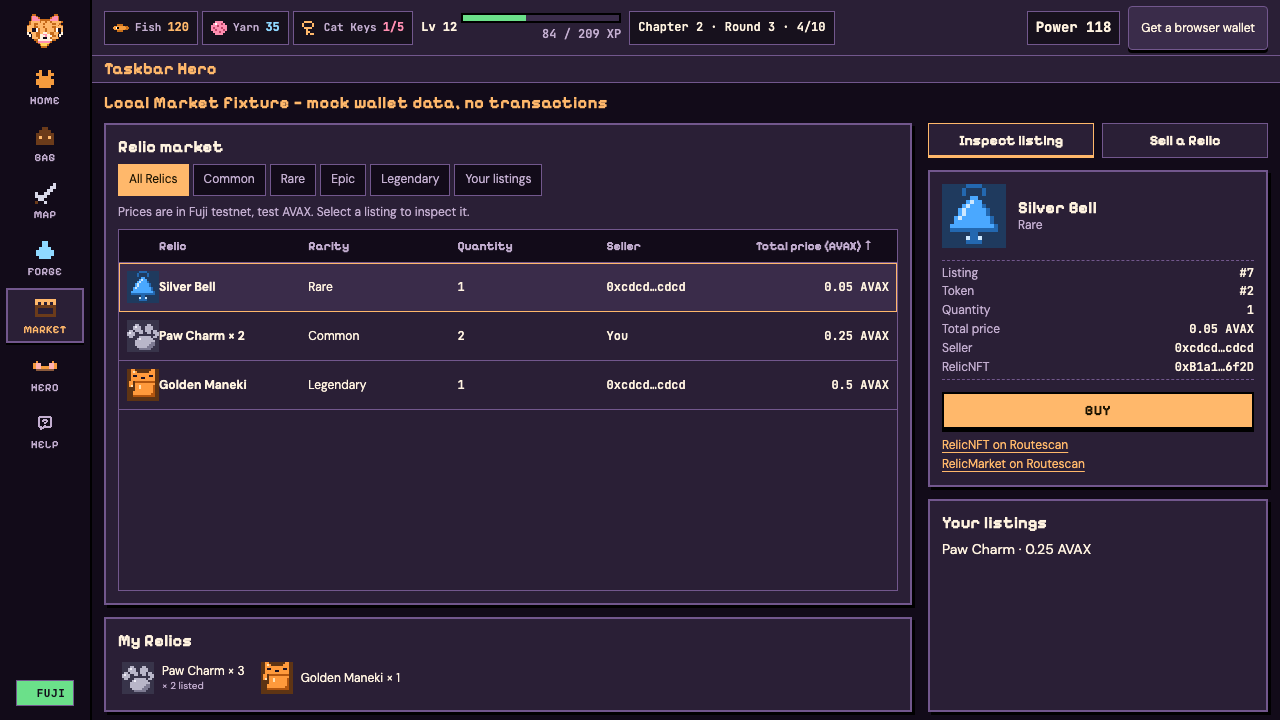 Fish 120
Yarn 35
Cat Keys 1/5
Lv 12
84 / 209 XP
Chapter 2 · Round 3 · 4/10
Power 118
Get a browser wallet
HOME
BAG
MAP
FORGE
MARKET
HERO
HELP
FUJI
Taskbar Hero
Local Market Fixture - mock wallet data, no transactions
Relic market
All Relics
Common
Rare
Epic
Legendary
Your listings
Prices are in Fuji testnet, test AVAX. Select a listing to inspect it.
Relic Rarity Quantity Seller Total price (AVAX) ↑
Silver Bell Rare 1 0xcdcd…cdcd 0.05 AVAX
Paw Charm × 2 Common 2 You 0.25 AVAX
Golden Maneki Legendary 1 0xcdcd…cdcd 0.5 AVAX
My Relics
Paw Charm × 3
× 2 listed
Golden Maneki × 1
Inspect listing
Sell a Relic
Silver Bell
Rare
Listing #7
Token #2
Quantity 1
Total price 0.05 AVAX
Seller 0xcdcd…cdcd
RelicNFT 0xB1a1…6f2D
BUY
RelicNFT on Routescan
RelicMarket on Routescan
Your listings
Paw Charm · 0.25 AVAX